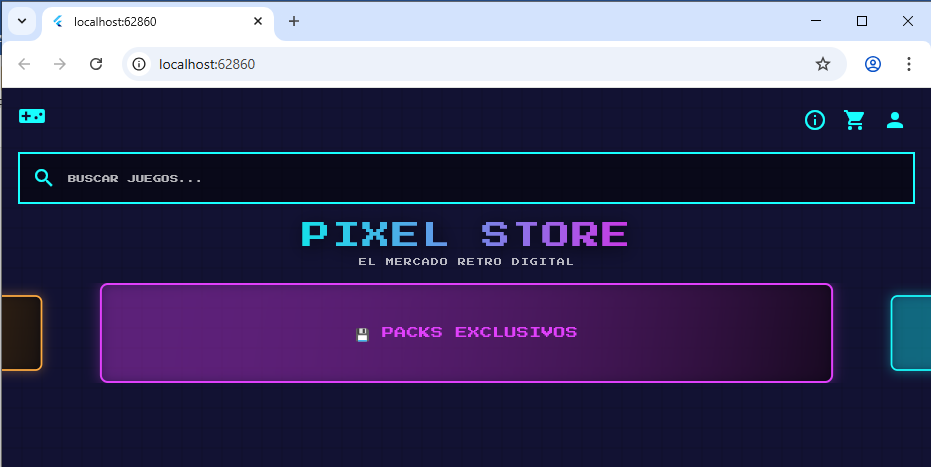 localhost:62860
localhost:62860
BUSCAR JUEGOS...
PIXEL STORE
EL MERCADO RETRO DIGITAL
💾 PACKS EXCLUSIVOS